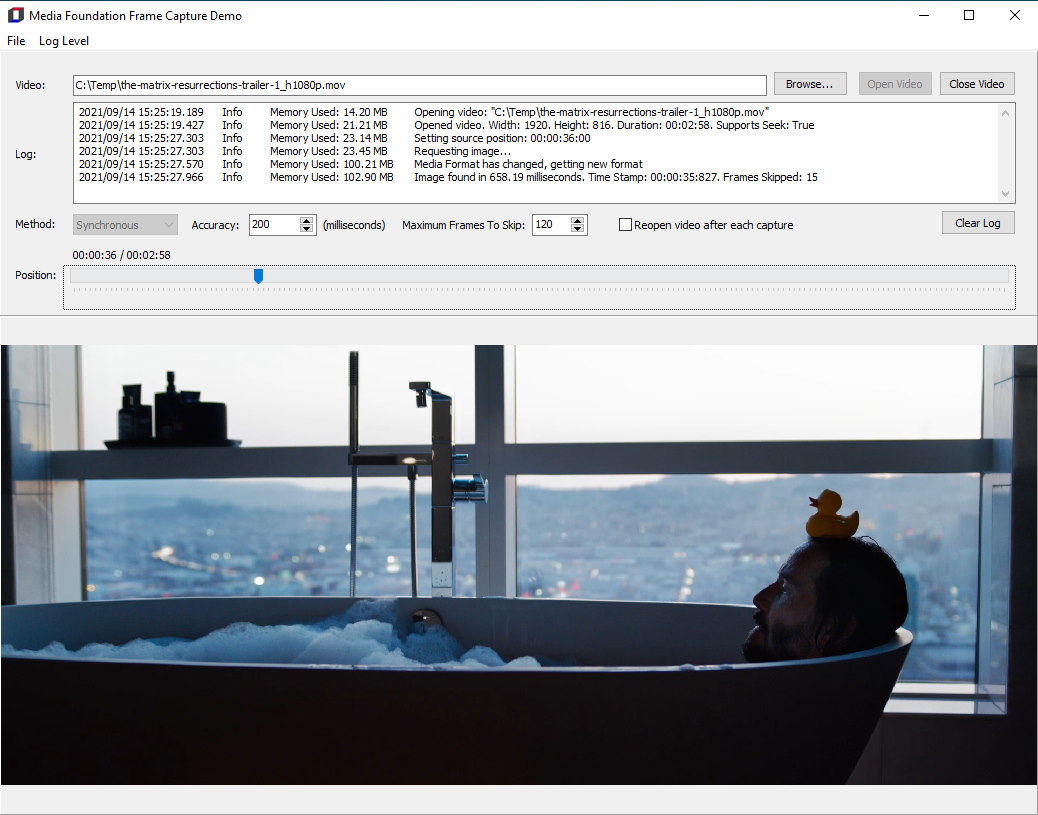 Media Foundation Frame Capture Demo
File Log Level
Video: C:\Temp\the-matrix-resurrections-trailer-1_h1080p.mov Browse... Open Video Close Video
2021/09/14 15:25:19.189 Info Memory Used: 14.20 MB Opening video: "C:\Temp\the-matrix-resurrections-trailer-1_h1080p.mov"
2021/09/14 15:25:19.427 Info Memory Used: 21.21 MB Opened video. Width: 1920. Height: 816. Duration: 00:02:58. Supports Seek: True
2021/09/14 15:25:27.303 Info Memory Used: 23.14 MB Setting source position: 00:00:36:00
2021/09/14 15:25:27.303 Info Memory Used: 23.45 MB Requesting image...
Log: 2021/09/14 15:25:27.570 Info Memory Used: 100.21 MB Media Format has changed, getting new format
2021/09/14 15:25:27.966 Info Memory Used: 102.90 MB Image found in 658.19 milliseconds. Time Stamp: 00:00:35:827. Frames Skipped: 15
Method: Synchronous Accuracy: 200 (milliseconds) Maximum Frames To Skip: 120 Reopen video after each capture Clear Log
00:00:36 / 00:02:58
Position: